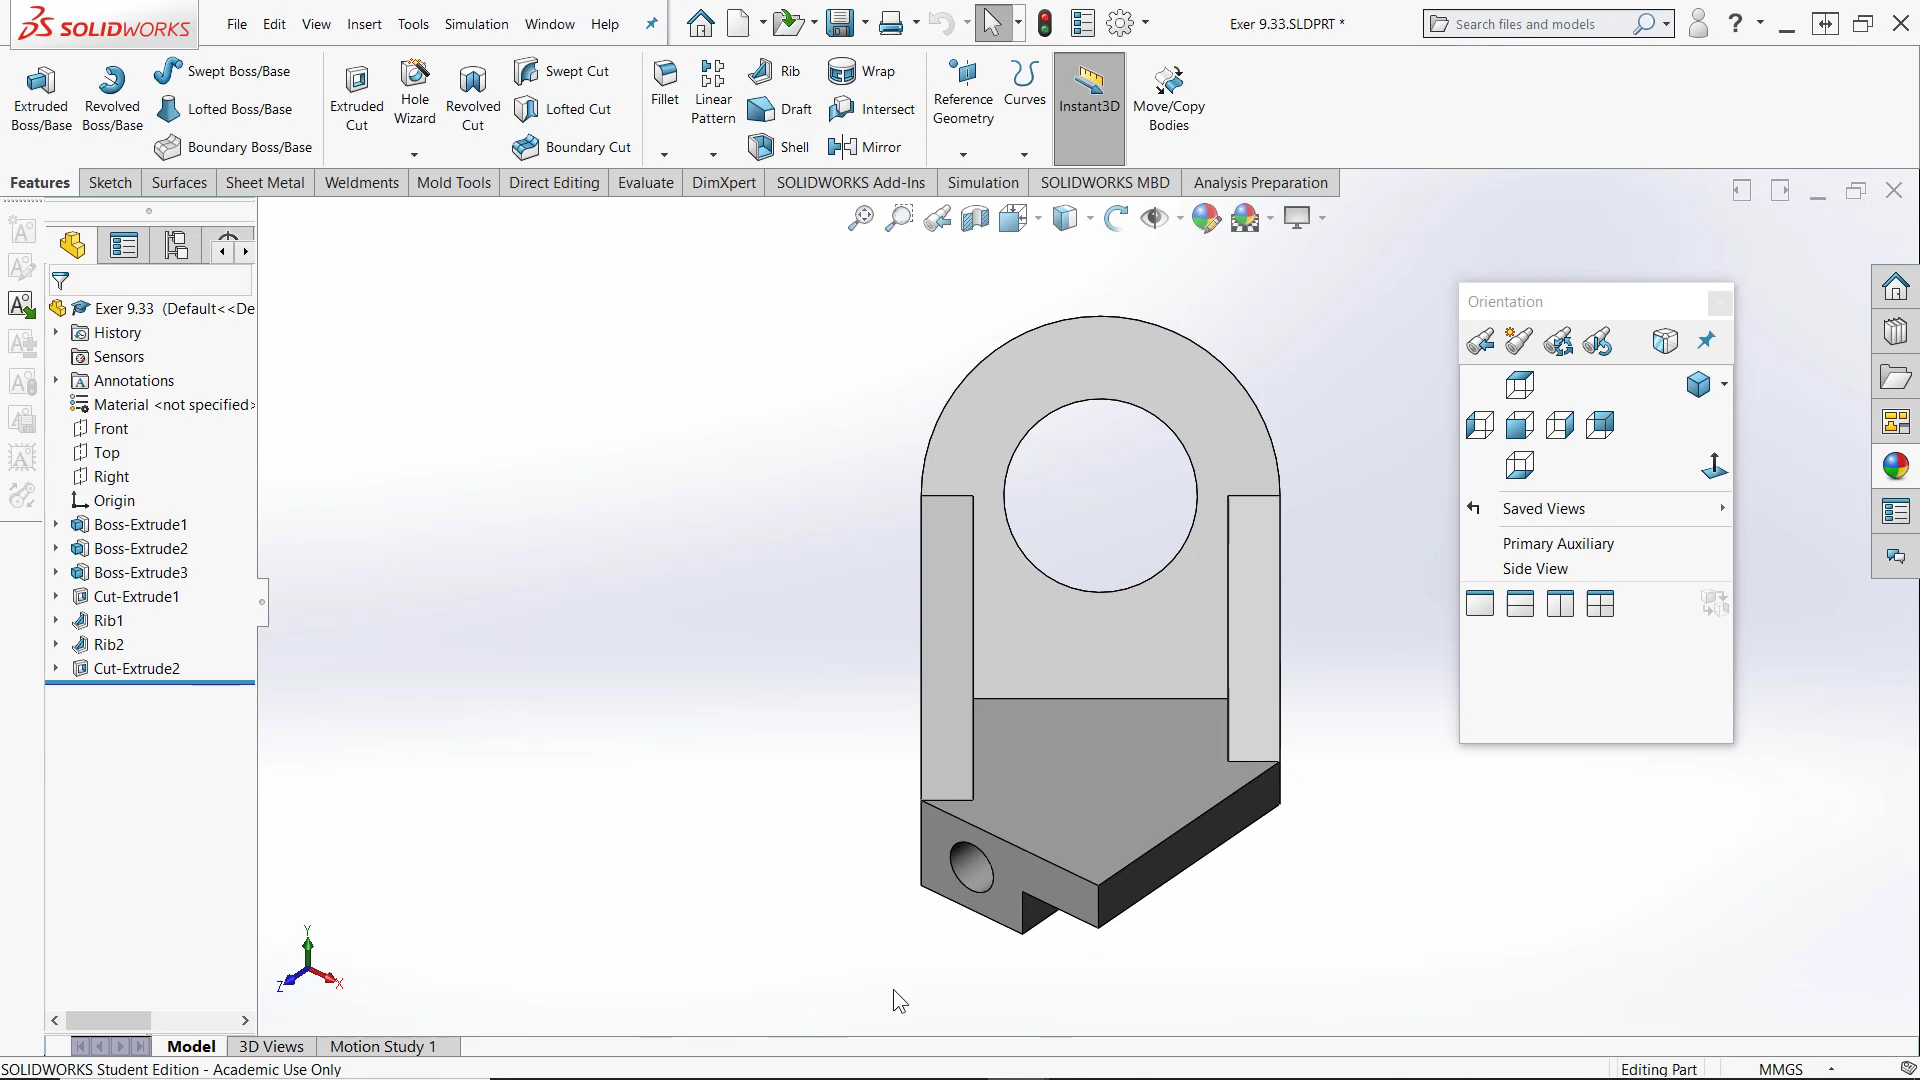 SOLIDWORKS File Edit View Insert Tools Simulation Window Help Exer 9.33.SLDPRT * Search files and models ?
Extruded Boss/Base
Revolved Boss/Base
Swept Boss/Base
Lofted Boss/Base
Boundary Boss/Base
Extruded Cut
Hole Wizard
Revolved Cut
Swept Cut
Lofted Cut
Boundary Cut
Fillet
Linear Pattern
Rib
Draft
Shell
Wrap
Intersect
Mirror
Reference Geometry
Curves
Instant3D
Move/Copy Bodies
Features Sketch Surfaces Sheet Metal Weldments Mold Tools Direct Editing Evaluate DimXpert SOLIDWORKS Add-Ins Simulation SOLIDWORKS MBD Analysis Preparation
Exer 9.33 (Default<<De
History
Sensors
Annotations
Material <not specified>
Front
Top
Right
Origin
Boss-Extrude1
Boss-Extrude2
Boss-Extrude3
Cut-Extrude1
Rib1
Rib2
Cut-Extrude2
Orientation
Saved Views
Primary Auxiliary
Side View
Y
Z
X
Model 3D Views Motion Study 1
SOLIDWORKS Student Edition - Academic Use Only Editing Part MMGS